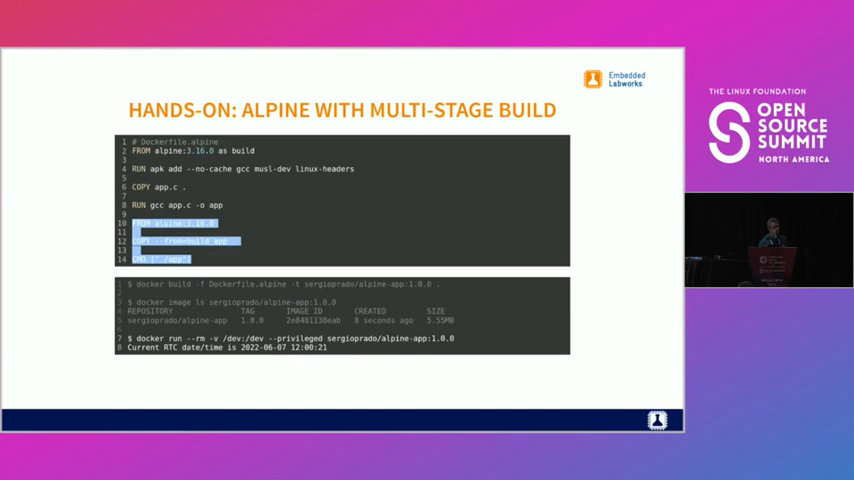 Embedded
Labworks
HANDS-ON: ALPINE WITH MULTI-STAGE BUILD
1 # Dockerfile.alpine
2 FROM alpine:3.16.0 as build
3
4 RUN apk add --no-cache gcc musl-dev linux-headers
5
6 COPY app.c .
7
8 RUN gcc app.c -o app
9
10 FROM alpine:3.16.0
11
12 COPY --from=build app .
13
14 CMD ["./app"]
1 $ docker build -f Dockerfile.alpine -t sergioprado/alpine-app:1.0.0 .
2
3 $ docker image ls sergioprado/alpine-app:1.0.0
4 REPOSITORY TAG IMAGE ID CREATED SIZE
5 sergioprado/alpine-app 1.0.0 2e8481138eab 8 seconds ago 5.55MB
6
7 $ docker run --rm -v /dev:/dev --privileged sergioprado/alpine-app:1.0.0
8 Current RTC date/time is 2022-06-07 12:00:21
THE LINUX FOUNDATION
OPEN
SOURCE
SUMMIT
NORTH AMERICA